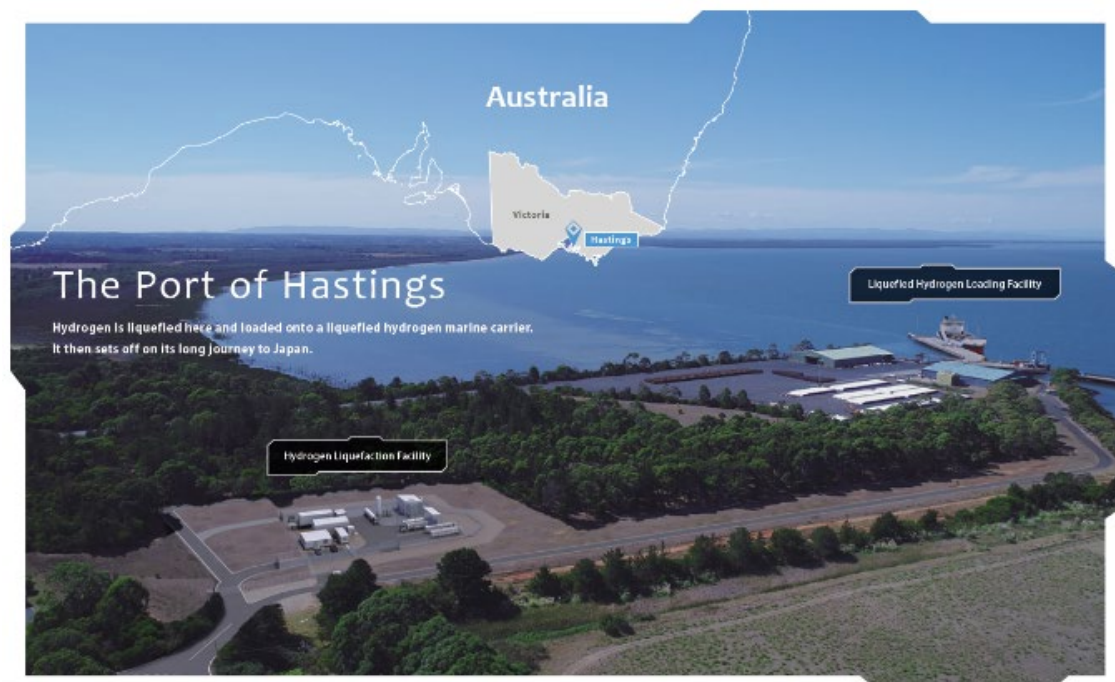 Australia
Victoria
Hastings
The Port of Hastings
Hydrogen is liquefied here and loaded onto a liquefied hydrogen marine carrier.
It then sets off on its long journey to Japan.
Liquefied Hydrogen Loading Facility
Hydrogen Liquefaction Facility